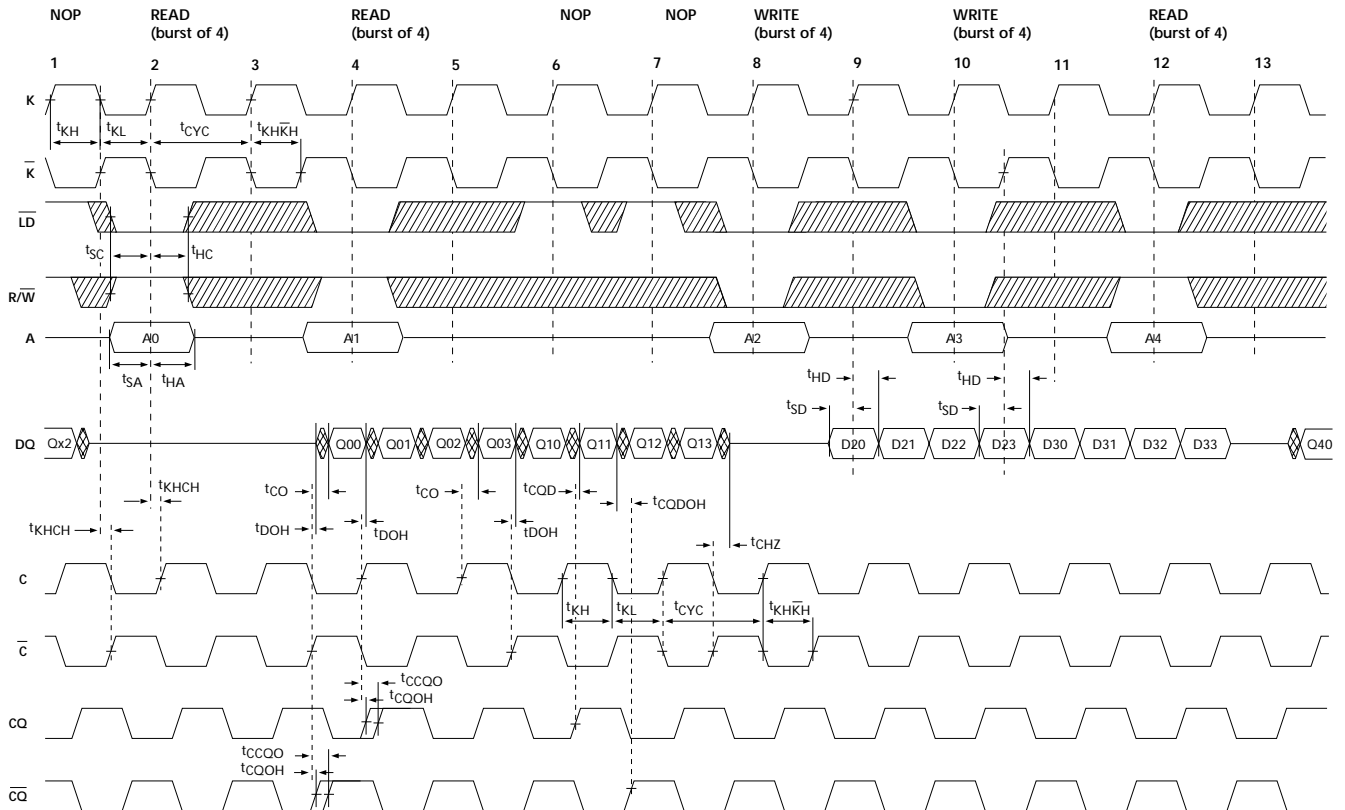 NOP READ READ NOP NOP WRITE WRITE READ
(burst of 4) (burst of 4) (burst of 4) (burst of 4) (burst of 4)
1 2 3 4 5 6 7 8 9 10 11 12 13
K
tKH tKL tCYC tKHK̅H
K̅
L̅D̅
tSC tHC
R/W̅
A A0 A1 A2 A3 A4
tSA tHA tHD tHD
tSD tSD
DQ Qx2 Q00 Q01 Q02 Q03 Q10 Q11 Q12 Q13 D20 D21 D22 D23 D30 D31 D32 D33 Q40
tKHCH tCO tCO tCQD tCQDOH
tKHCH tDOH tDOH tDOH tCHZ
C
tKH tKL tCYC tKHK̅H
C̅
tCCQO
tCQOH
CQ
tCCQO
tCQOH
C̅Q̅